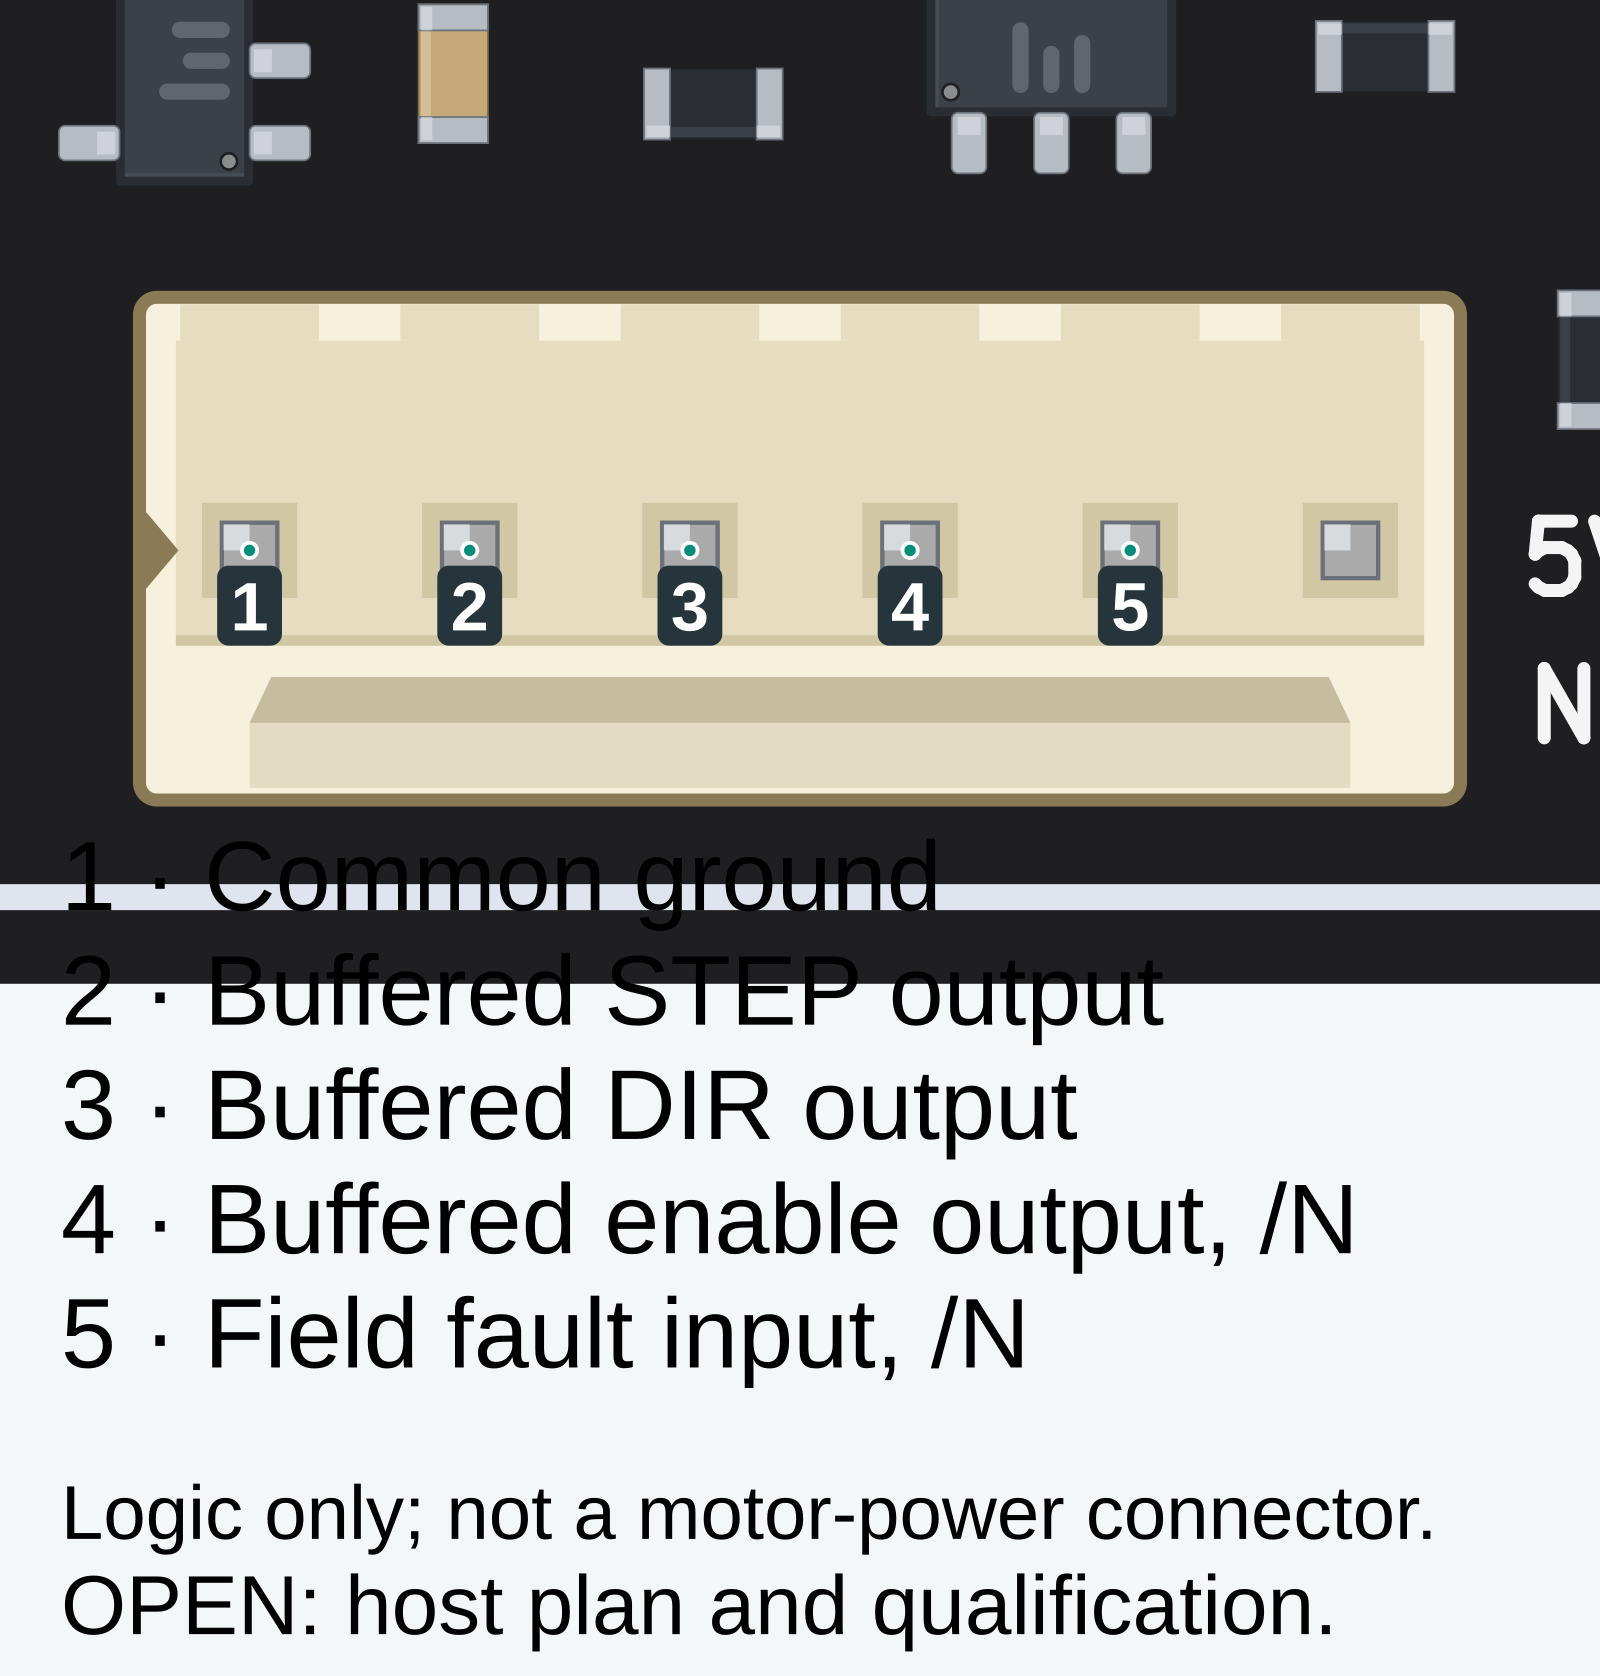 5
N
1 2 3 4 5
1 · Common ground
2 · Buffered STEP output
3 · Buffered DIR output
4 · Buffered enable output, /N
5 · Field fault input, /N
Logic only; not a motor-power connector.
OPEN: host plan and qualification.